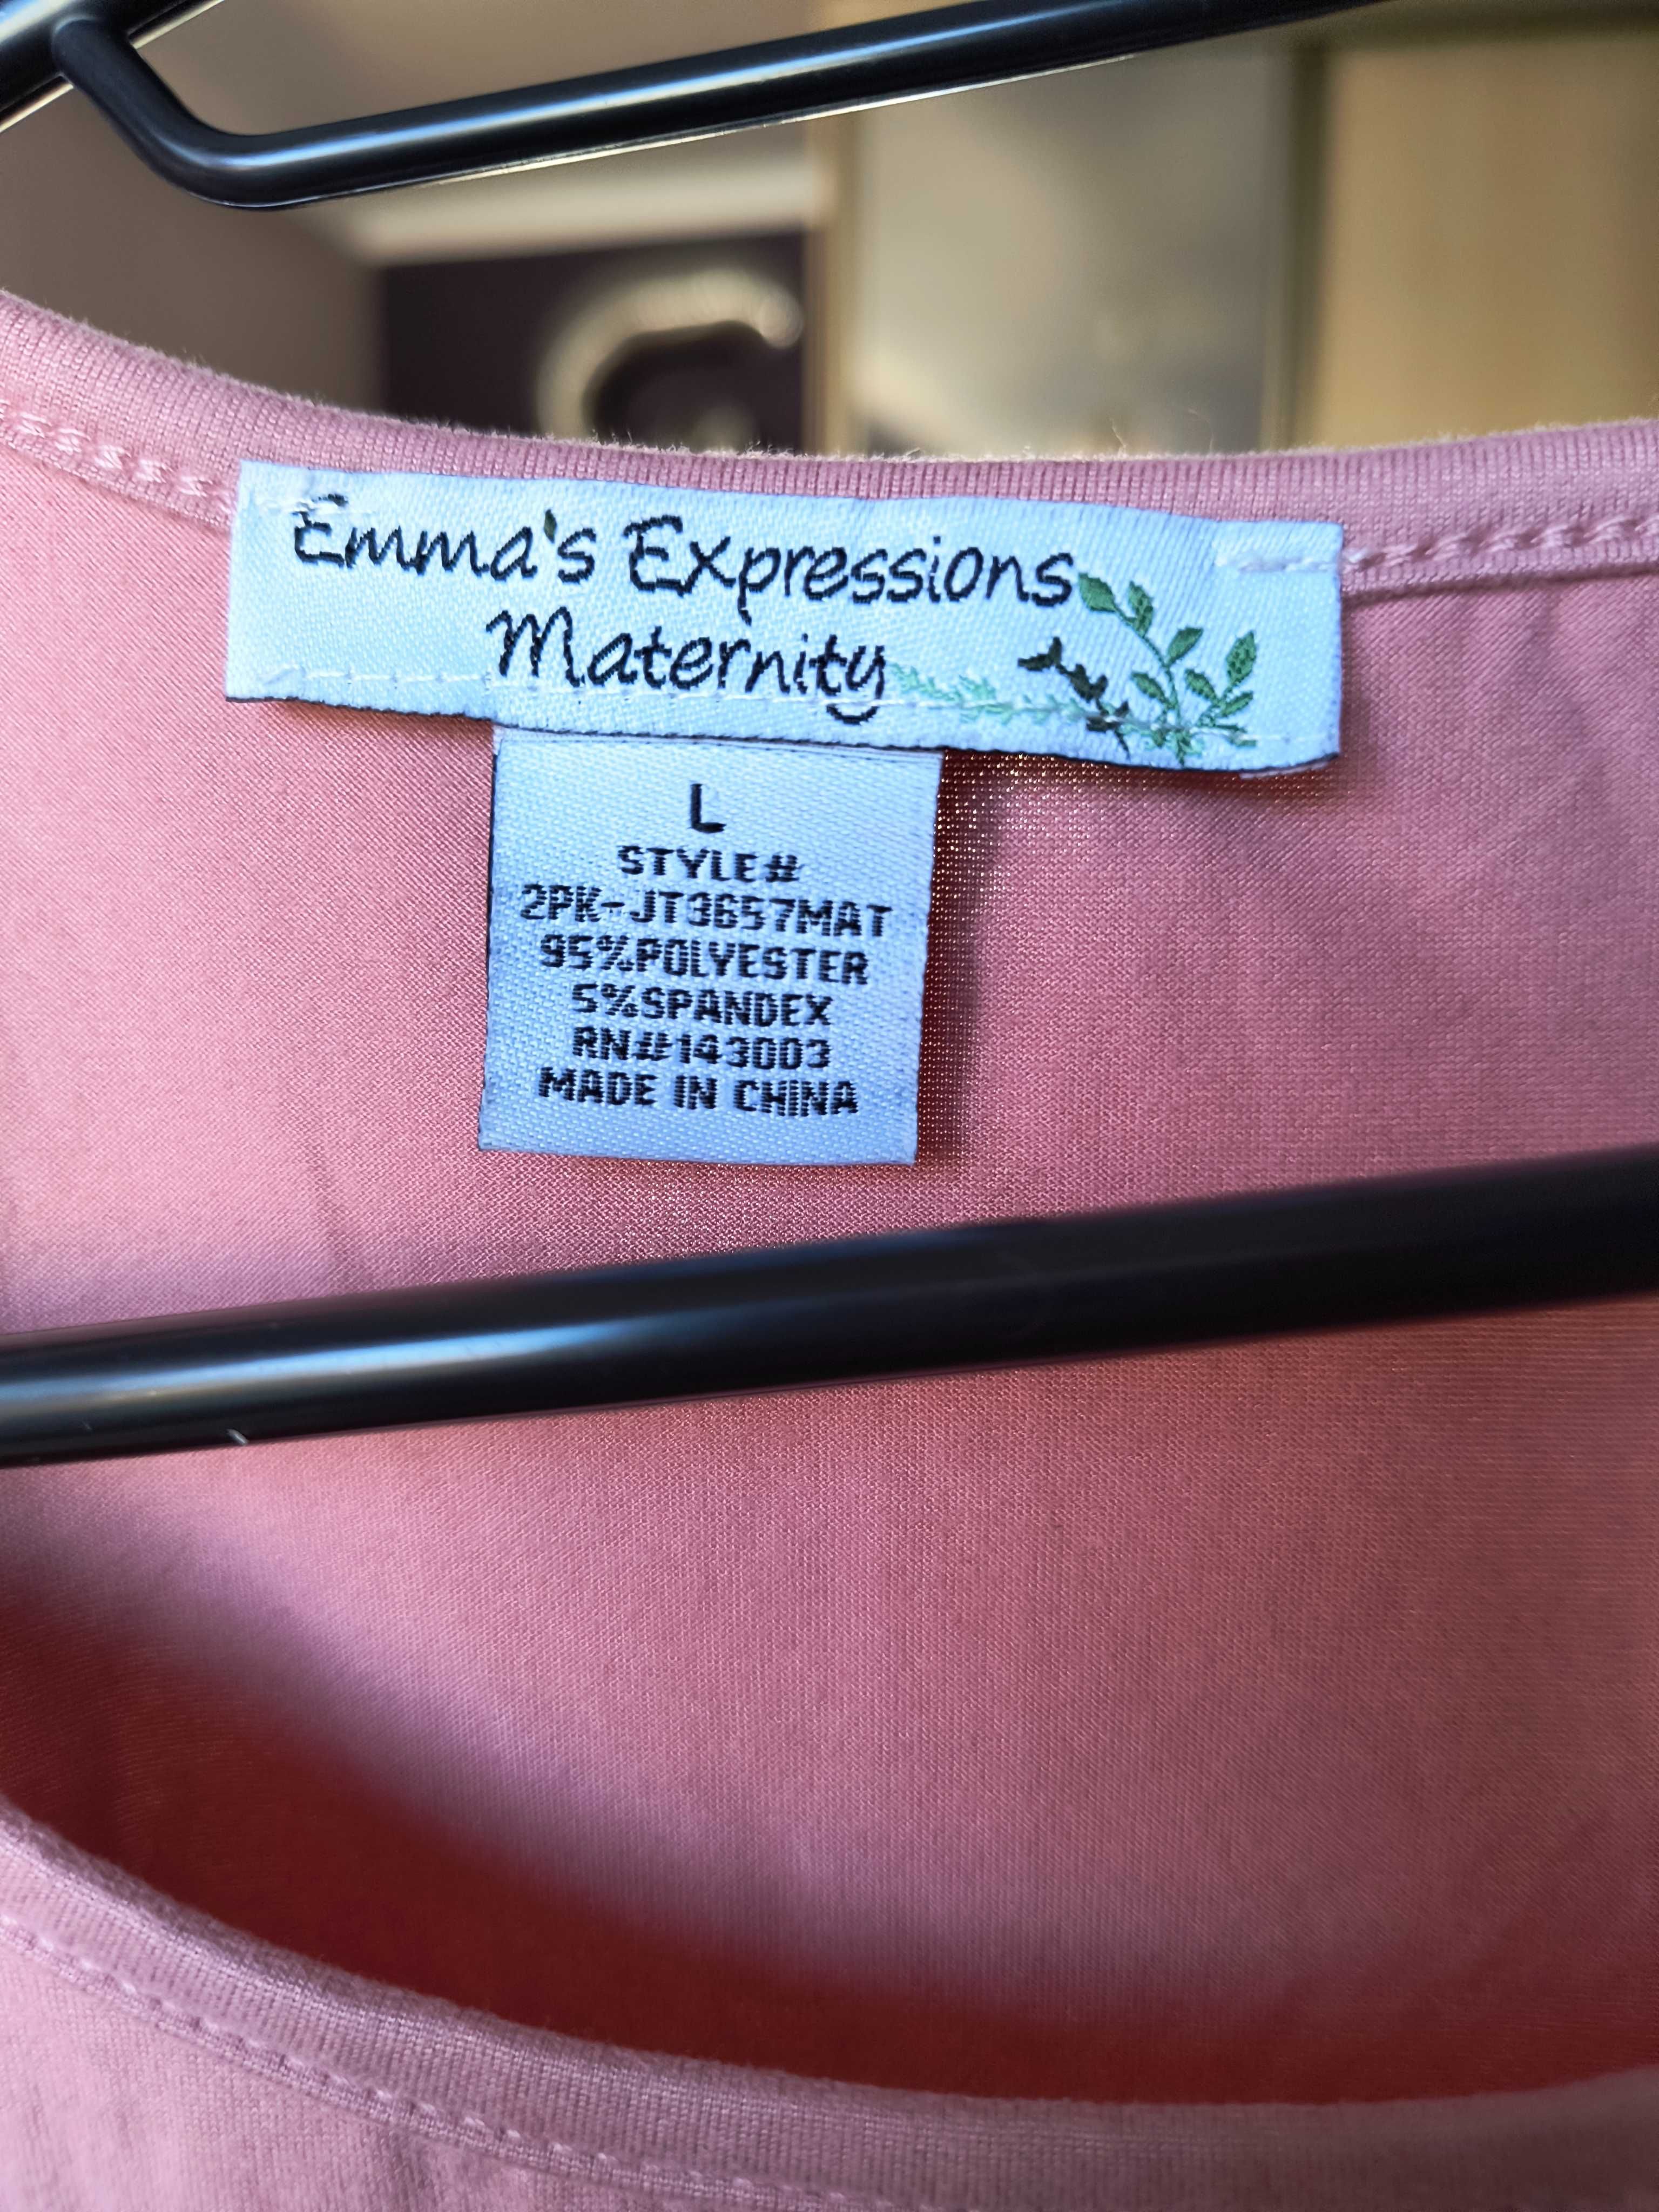 Emma's Expressions
Maternity
L
STYLE#
2PK-JT3657MAT
95%POLYESTER
5%SPANDEX
RN#143003
MADE IN CHINA